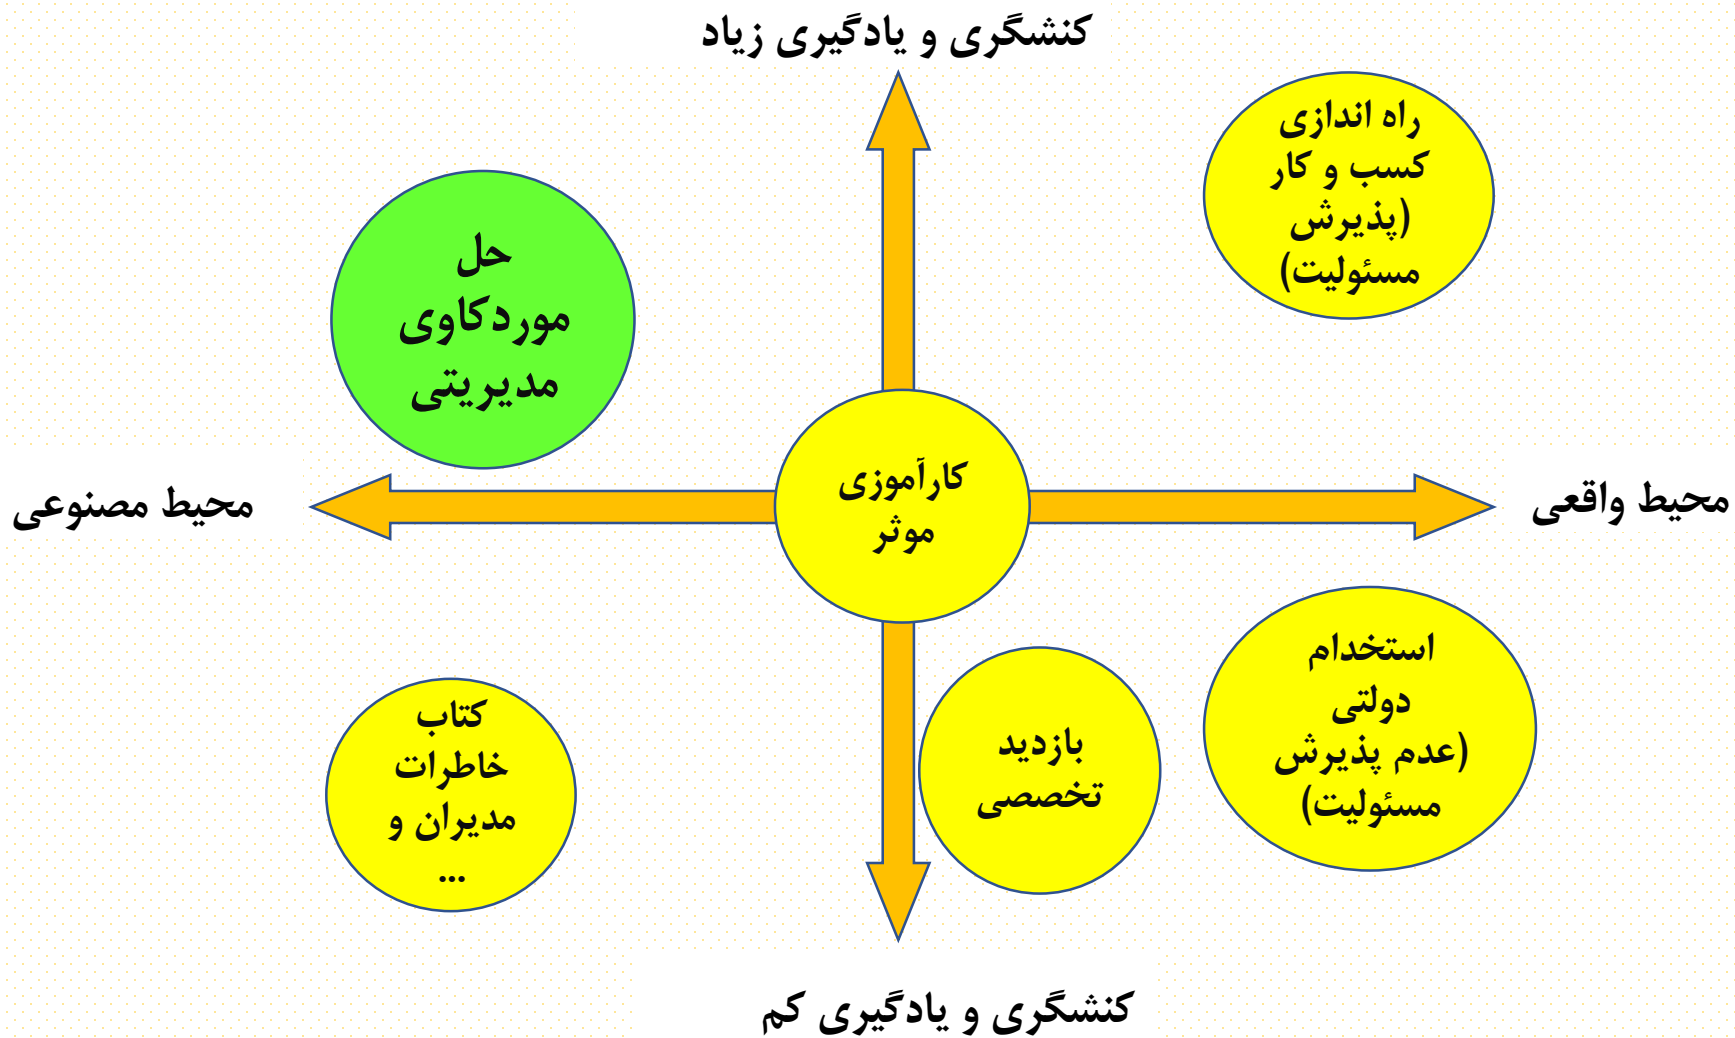 کنشگری و یادگیری زیاد
راه اندازی
کسب و کار
(پذیرش
مسئولیت)
حل
موردکاوی
مدیریتی
کارآموزی
موثر
محیط واقعی
محیط مصنوعی
استخدام
دولتی
(عدم پذیرش
مسئولیت)
بازدید
تخصصی
کتاب
خاطرات
مدیران و
...
کنشگری و یادگیری کم